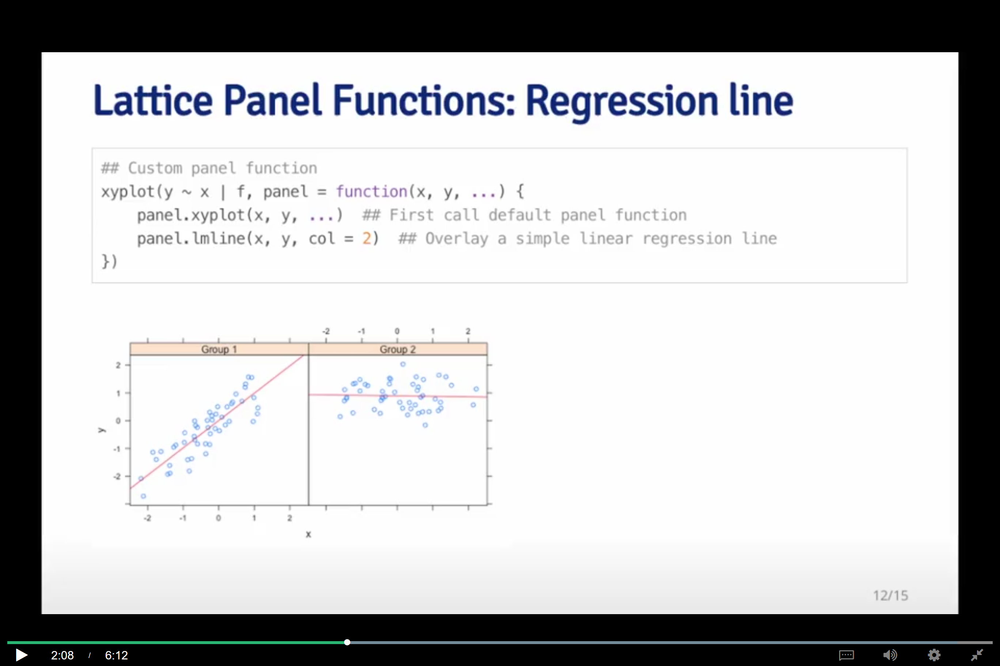 Lattice Panel Functions: Regression line
## Custom panel function
xyplot(y ~ x | f, panel = function(x, y, ...) {
    panel.xyplot(x, y, ...)  ## First call default panel function
    panel.lmline(x, y, col = 2)  ## Overlay a simple linear regression line
})
-2 -1 0 1 2
Group 1 Group 2
2
1
0
-1
-2
y
-2 -1 0 1 2
x
12/15
2:08 / 6:12